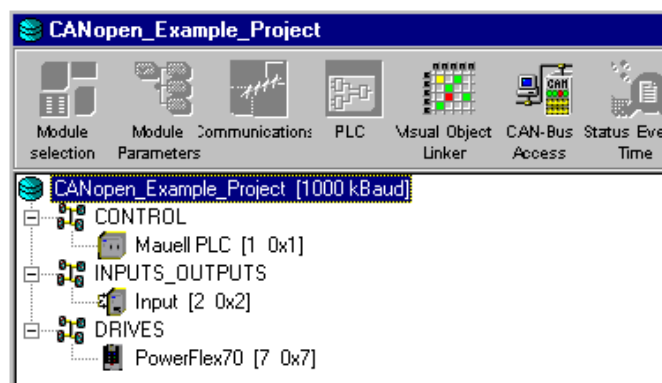 CANopen_Example_Project
Module selection
Module Parameters
Communications
PLC
Visual Object Linker
CAN-Bus Access
Status Eve Time
CANopen_Example_Project [1000 kBaud]
CONTROL
Mauell PLC [1 0x1]
INPUTS_OUTPUTS
Input [2 0x2]
DRIVES
PowerFlex70 [7 0x7]